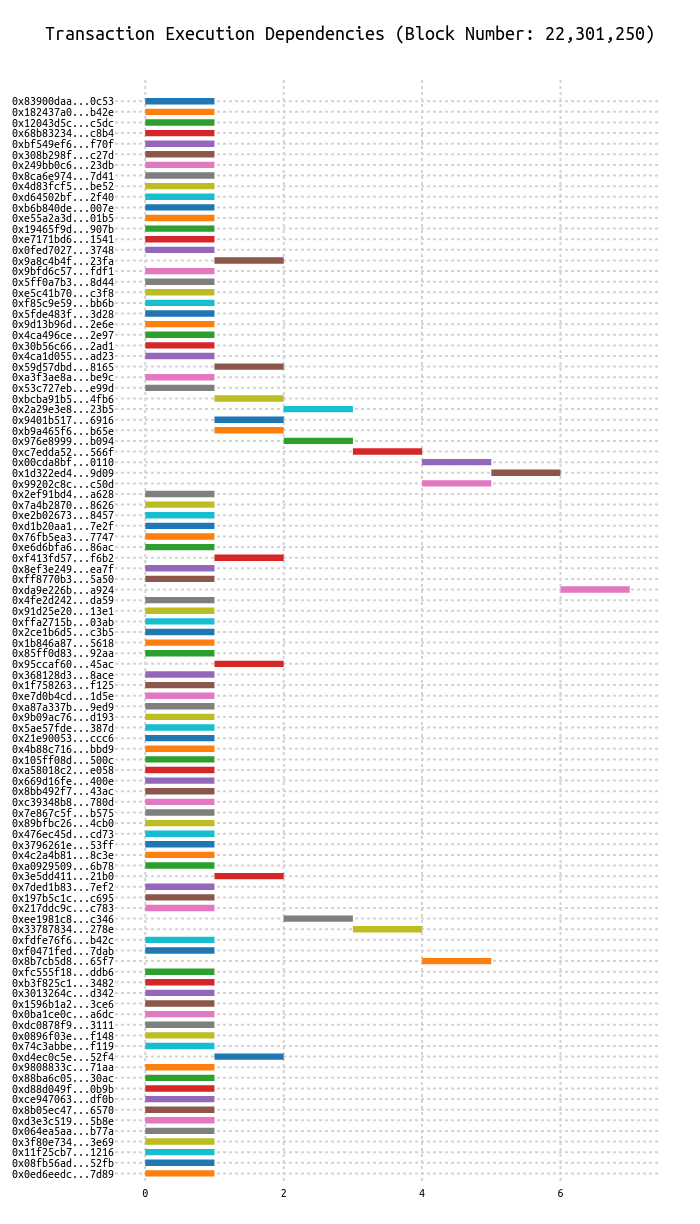 Transaction Execution Dependencies (Block Number: 22,301,250)
0x83900daa...0c53
0x182437a0...b42e
0x12043d5c...c5dc
0x68b83234...c8b4
0xbf549ef6...f70f
0x308b298f...c27d
0x249bb0c6...23db
0x8ca6e974...7d41
0x4d83fcf5...be52
0xd64502bf...2f40
0xb6b840de...007e
0xe55a2a3d...01b5
0x19465f9d...907b
0xe7171bd6...1541
0x0fed7027...3748
0x9a8c4b4f...23fa
0x9bfd6c57...fdf1
0x5ff0a7b3...8d44
0xe5c41b70...c3f8
0xf85c9e59...bb6b
0x5fde483f...3d28
0x9d13b96d...2e6e
0x4ca496ce...2e97
0x30b56c66...2ad1
0x4ca1d055...ad23
0x59d57dbd...8165
0xa3f3ae8a...be9c
0x53c727eb...e99d
0xbcba91b5...4fb6
0x2a29e3e8...23b5
0x9401b517...6916
0xb9a465f6...b65e
0x976e8999...b094
0xc7edda52...566f
0x00cda8bf...0110
0x1d322ed4...9d09
0x99202c8c...c50d
0x2ef91bd4...a628
0x7a4b2870...8626
0xe2b02673...8457
0xd1b20aa1...7e2f
0x76fb5ea3...7747
0xe6d6bfa6...86ac
0xf413fd57...f6b2
0x8ef3e249...ea7f
0xff8770b3...5a50
0xda9e226b...a924
0x4fe2d242...da59
0x91d25e20...13e1
0xffa2715b...03ab
0x2ce1b6d5...c3b5
0x1b846a87...5618
0x85ff0d83...92aa
0x95ccaf60...45ac
0x368128d3...8ace
0x1f758263...f125
0xe7d0b4cd...1d5e
0xa87a337b...9ed9
0x9b09ac76...d193
0x5ae57fde...387d
0x21e90053...ccc6
0x4b88c716...bbd9
0x105ff08d...500c
0xa58018c2...e058
0x669d16fe...400e
0x8bb492f7...43ac
0xc39348b8...780d
0x7e867c5f...b575
0x89bfbc26...4cb0
0x476ec45d...cd73
0x3796261e...53ff
0x4c2a4b81...8c3e
0xa0929509...6b78
0x3e5dd411...21b0
0x7ded1b83...7ef2
0x197b5c1c...c695
0x217ddc9c...c783
0xee1981c8...c346
0x33787834...278e
0xfdfe76f6...b42c
0xf0471fed...7dab
0x8b7cb5d8...65f7
0xfc555f18...ddb6
0xb3f825c1...3482
0x3013264c...d342
0x1596b1a2...3ce6
0x0ba1ce0c...a6dc
0xdc0878f9...3111
0x0896f03e...f148
0x74c3abbe...f119
0xd4ec0c5e...52f4
0x9808833c...71aa
0x88ba6c05...30ac
0xd88d049f...0b9b
0xce947063...df0b
0x8b05ec47...6570
0xd3e3c519...5b8e
0x064ea5aa...b77a
0x3f80e734...3e69
0x11f25cb7...1216
0x08fb56ad...52fb
0x0ed6eedc...7d89
0 2 4 6